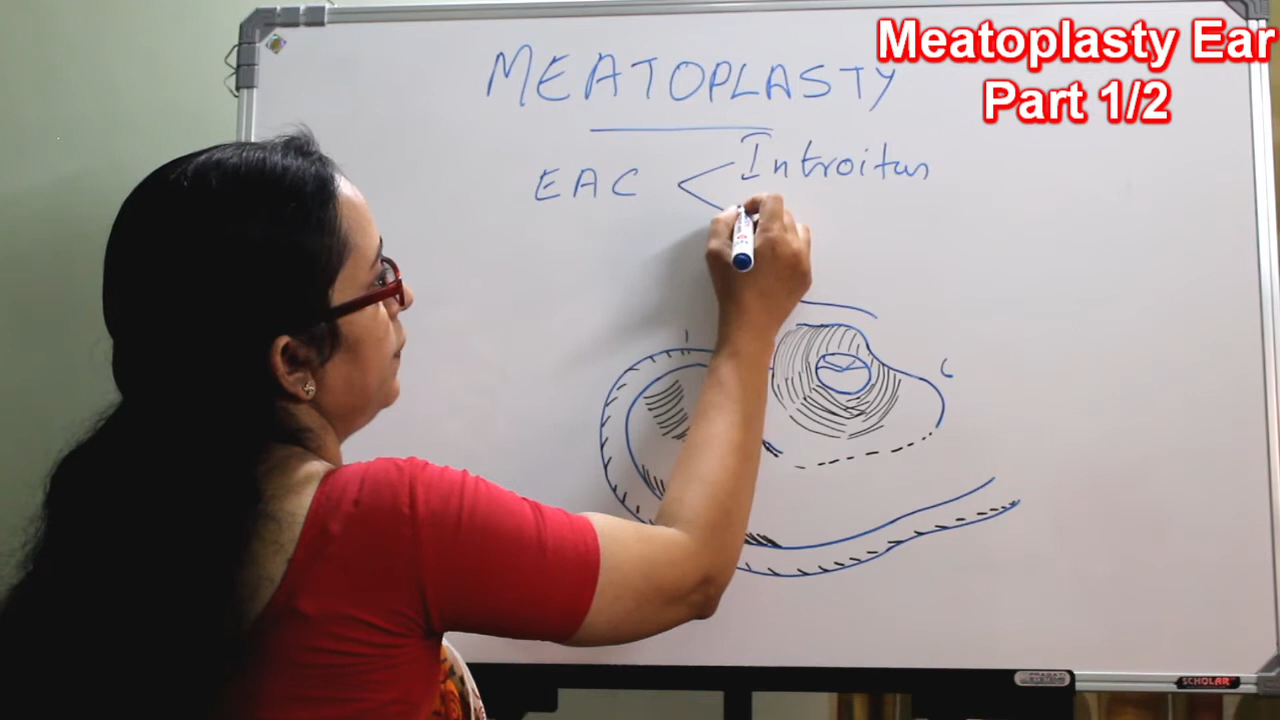 Meatoplasty Ear
Part 1/2
MEATOPLASTY
EAC < Introitus
SCHOLAR